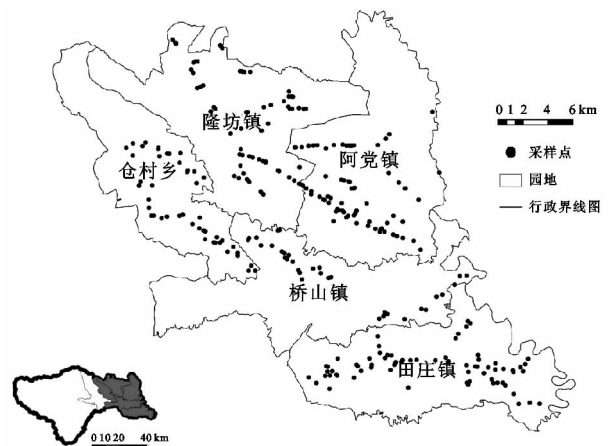 隆坊镇
仓村乡
阿党镇
桥山镇
田庄镇
0 1 2 4 6 km
采样点
园地
行政界线图
0 10 20 40 km